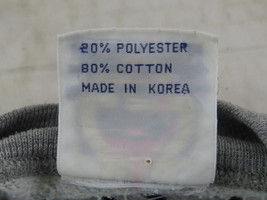 20% POLYESTER
80% COTTON
MADE IN KOREA